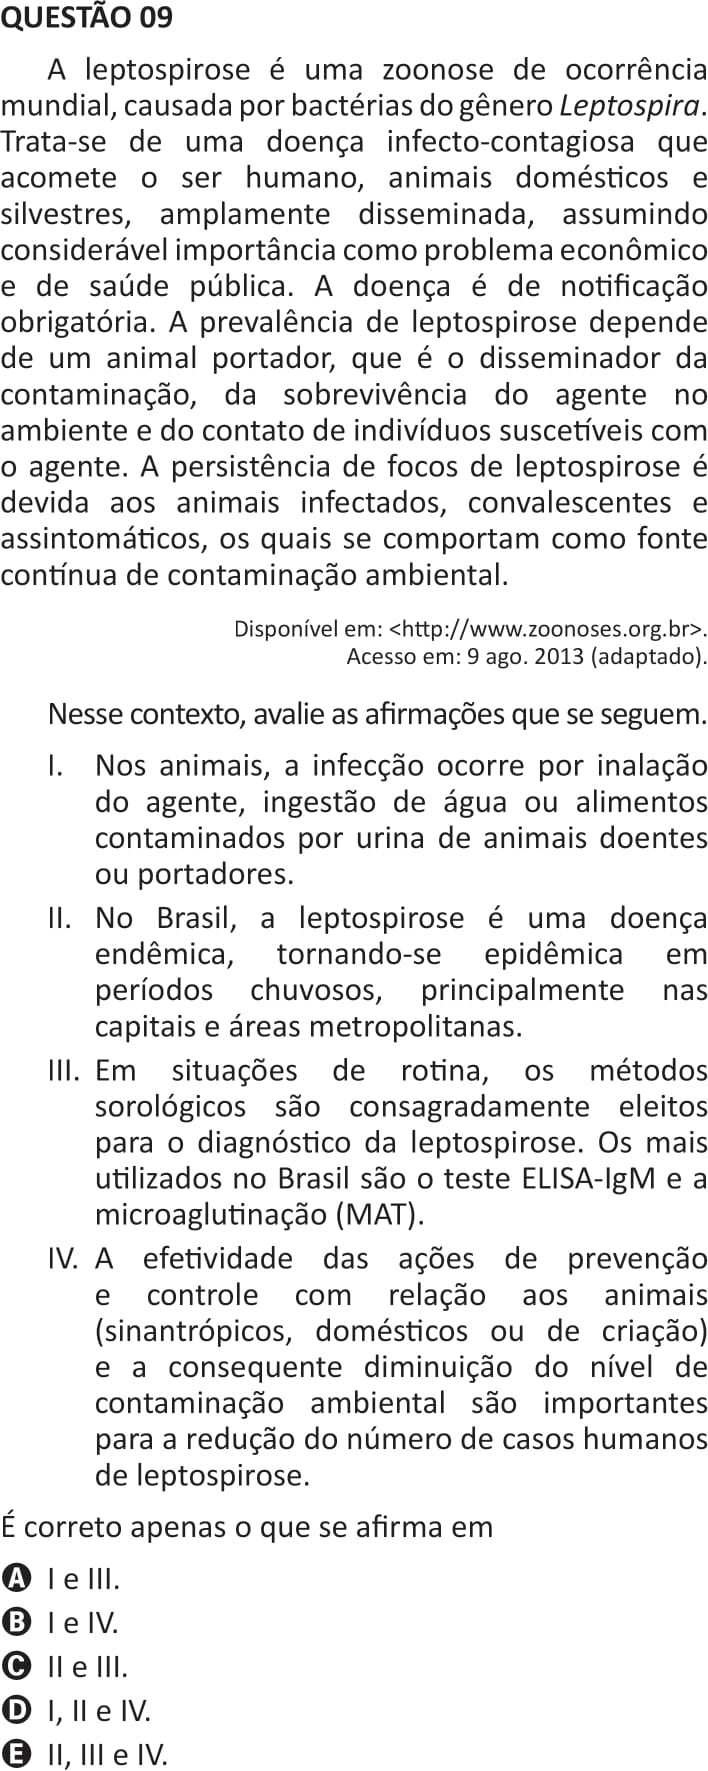 QUESTÃO 09
A leptospirose é uma zoonose de ocorrência
mundial, causada por bactérias do gênero Leptospira.
Trata-se de uma doença infecto-contagiosa que
acomete o ser humano, animais domésticos e
silvestres, amplamente disseminada, assumindo
considerável importância como problema econômico
e de saúde pública. A doença é de notificação
obrigatória. A prevalência de leptospirose depende
de um animal portador, que é o disseminador da
contaminação, da sobrevivência do agente no
ambiente e do contato de indivíduos suscetíveis com
o agente. A persistência de focos de leptospirose é
devida aos animais infectados, convalescentes e
assintomáticos, os quais se comportam como fonte
contínua de contaminação ambiental.
Disponível em: <http://www.zoonoses.org.br>.
Acesso em: 9 ago. 2013 (adaptado).
Nesse contexto, avalie as afirmações que se seguem.
I. Nos animais, a infecção ocorre por inalação
do agente, ingestão de água ou alimentos
contaminados por urina de animais doentes
ou portadores.
II. No Brasil, a leptospirose é uma doença
endêmica, tornando-se epidêmica em
períodos chuvosos, principalmente nas
capitais e áreas metropolitanas.
III. Em situações de rotina, os métodos
sorológicos são consagradamente eleitos
para o diagnóstico da leptospirose. Os mais
utilizados no Brasil são o teste ELISA-IgM e a
microaglutinação (MAT).
IV. A efetividade das ações de prevenção
e controle com relação aos animais
(sinantrópicos, domésticos ou de criação)
e a consequente diminuição do nível de
contaminação ambiental são importantes
para a redução do número de casos humanos
de leptospirose.
É correto apenas o que se afirma em
A I e III.
B I e IV.
C II e III.
D I, II e IV.
E II, III e IV.